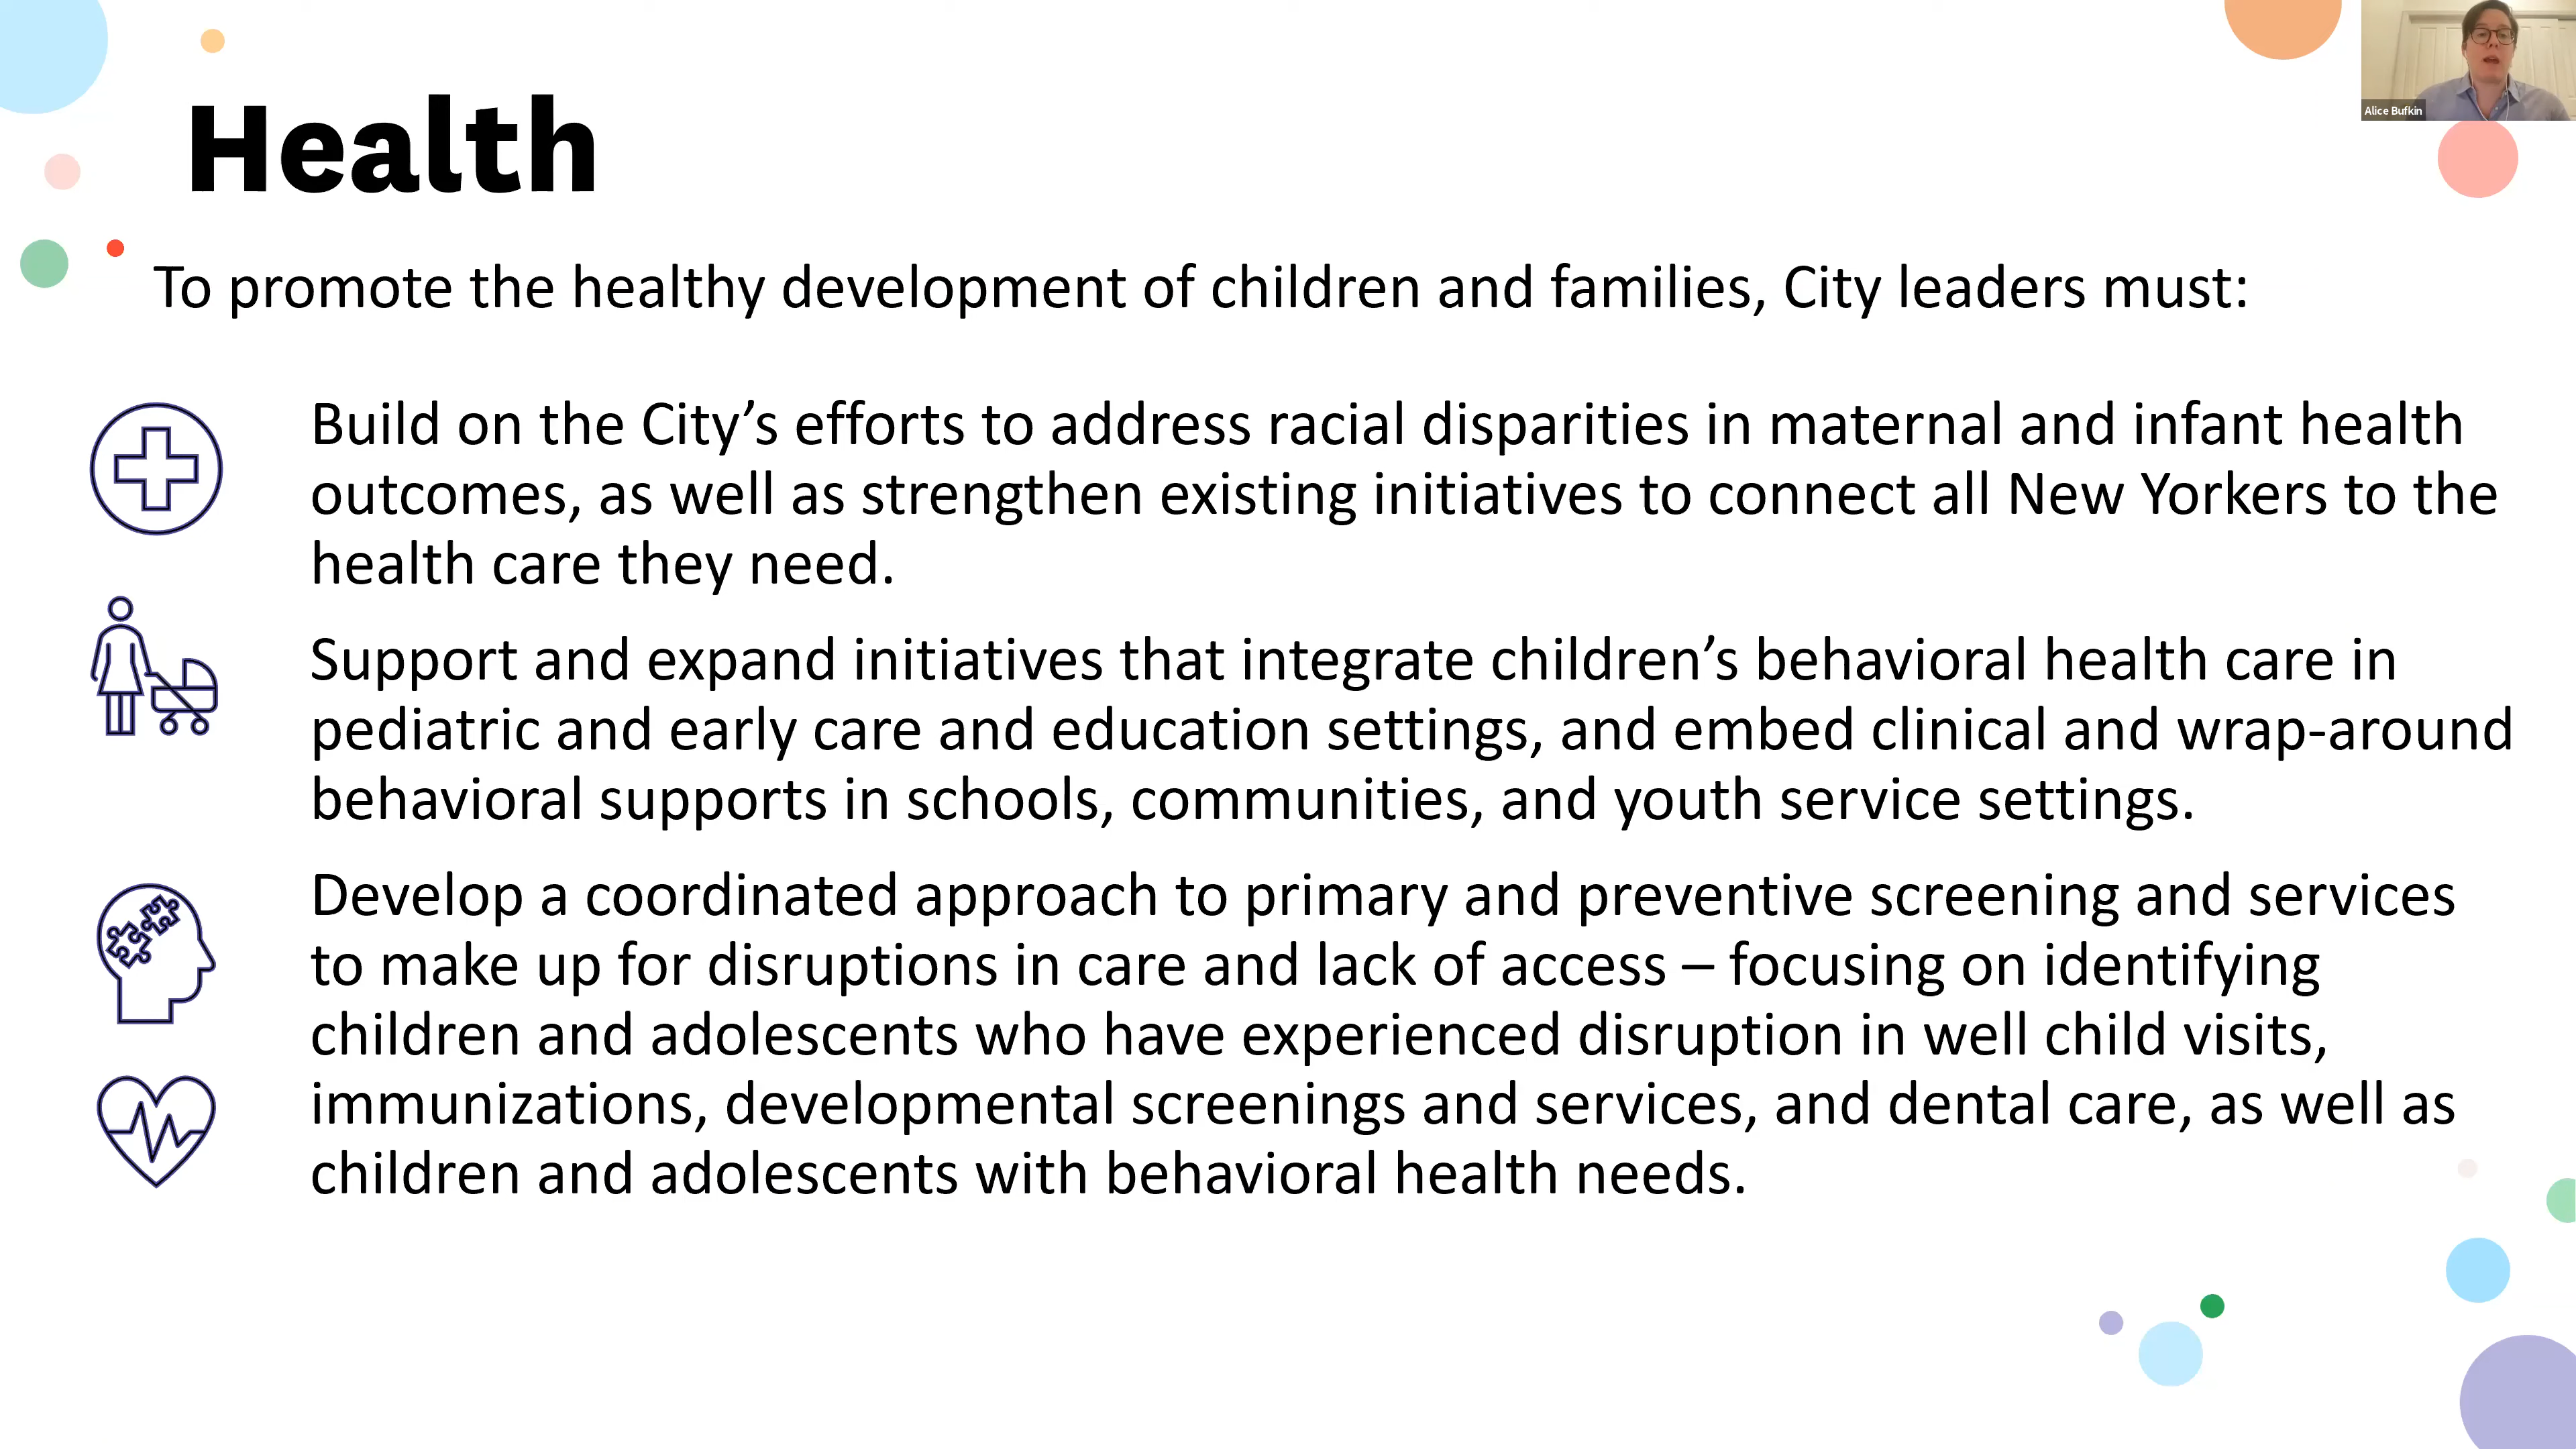 Alice Bufkin
Health
To promote the healthy development of children and families, City leaders must:
Build on the City’s efforts to address racial disparities in maternal and infant health
outcomes, as well as strengthen existing initiatives to connect all New Yorkers to the
health care they need.
Support and expand initiatives that integrate children’s behavioral health care in
pediatric and early care and education settings, and embed clinical and wrap-around
behavioral supports in schools, communities, and youth service settings.
Develop a coordinated approach to primary and preventive screening and services
to make up for disruptions in care and lack of access – focusing on identifying
children and adolescents who have experienced disruption in well child visits,
immunizations, developmental screenings and services, and dental care, as well as
children and adolescents with behavioral health needs.